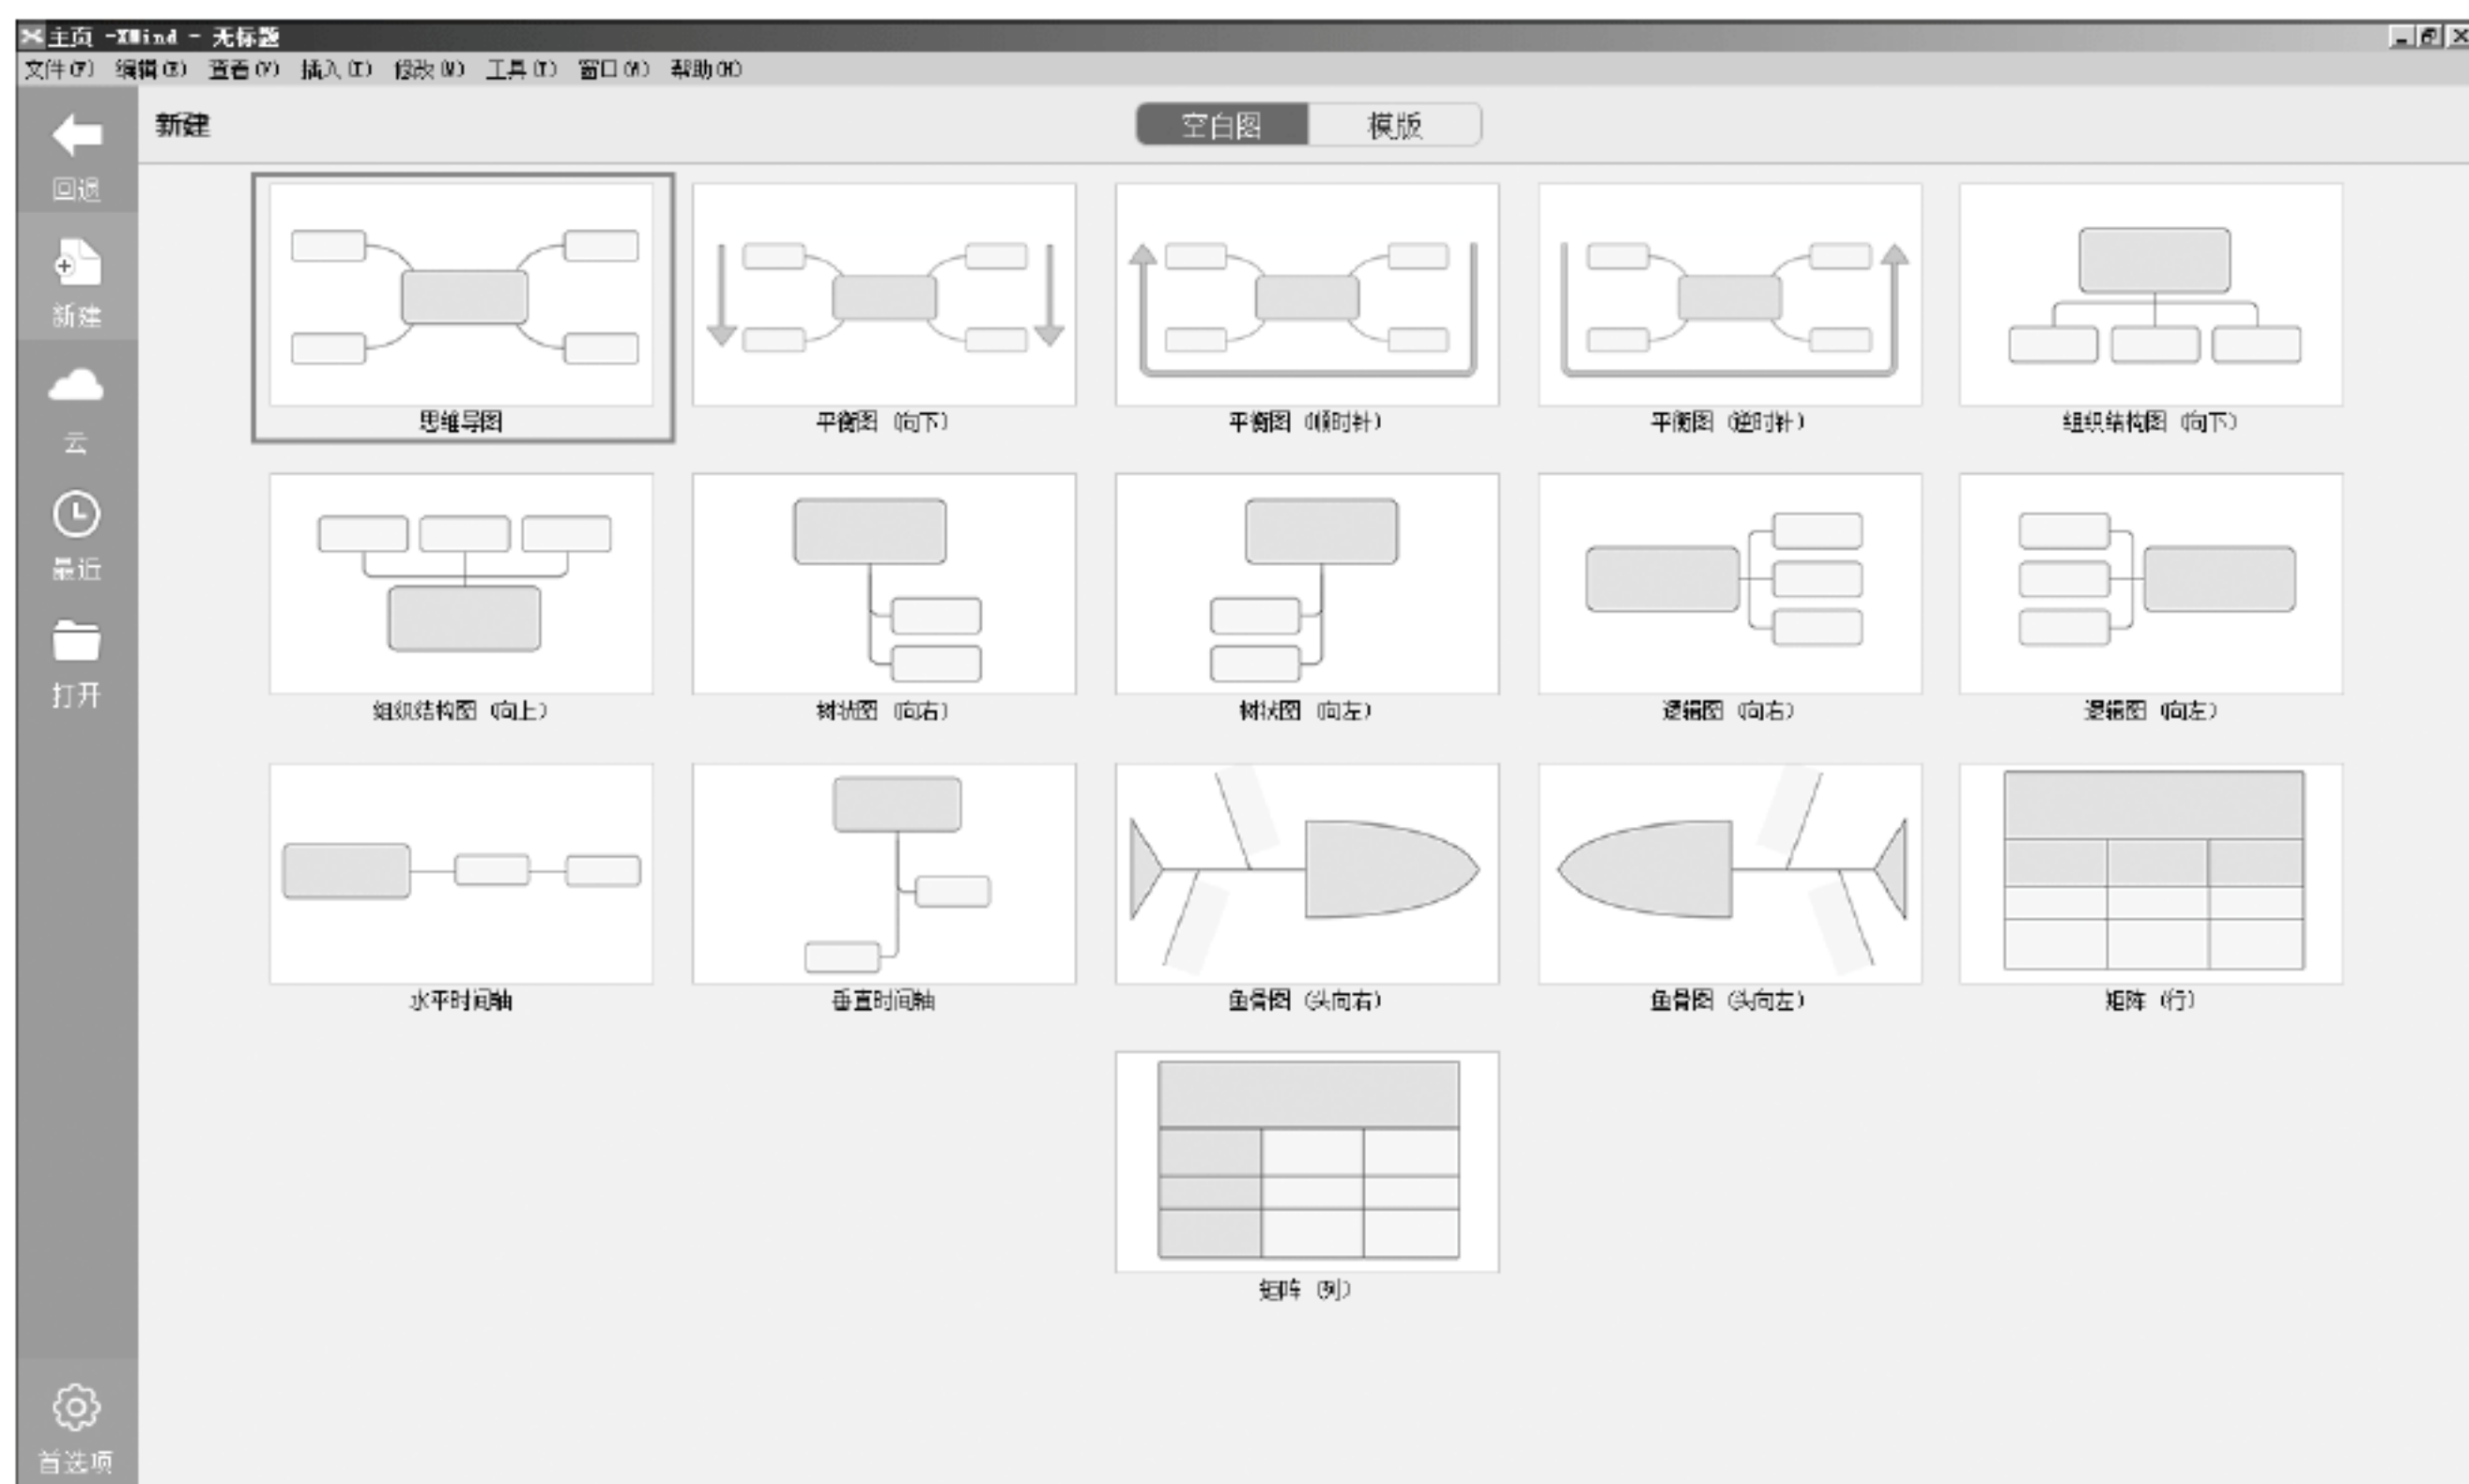 主页 -XMind - 无标题
文件(F) 编辑(E) 查看(V) 插入(I) 修改(M) 工具(T) 窗口(W) 帮助(H)
回退
新建
云
最近
打开
首选项
新建
空白图 模版
思维导图 平衡图 (向下) 平衡图 (顺时针) 平衡图 (逆时针) 组织结构图 (向下)
组织结构图 (向上) 树状图 (向右) 树状图 (向左) 逻辑图 (向右) 逻辑图 (向左)
水平时间轴 垂直时间轴 鱼骨图 (头向右) 鱼骨图 (头向左) 矩阵 (行)
矩阵 (列)